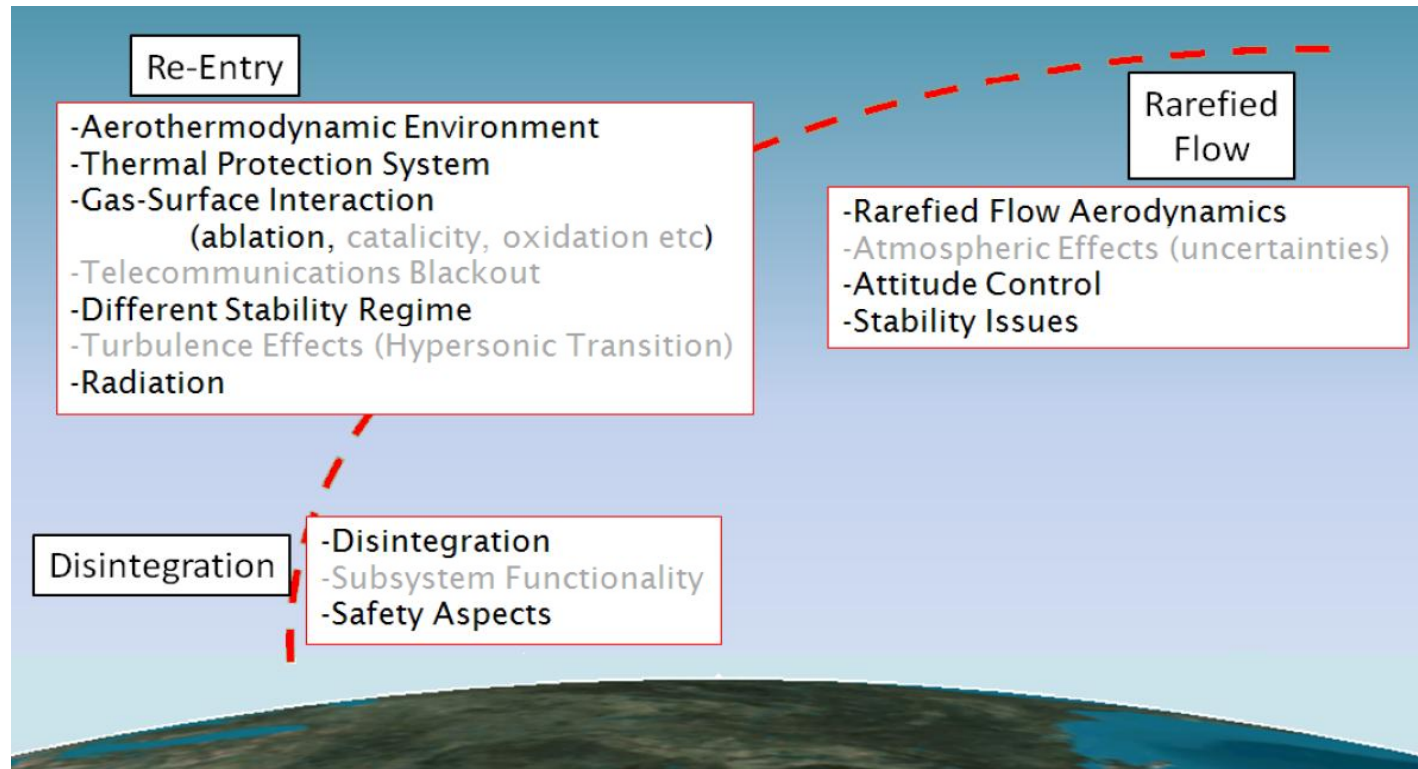 Re-Entry
-Aerothermodynamic Environment
-Thermal Protection System
-Gas-Surface Interaction
(ablation, catalicity, oxidation etc)
-Telecommunications Blackout
-Different Stability Regime
-Turbulence Effects (Hypersonic Transition)
-Radiation
Rarefied
Flow
-Rarefied Flow Aerodynamics
-Atmospheric Effects (uncertainties)
-Attitude Control
-Stability Issues
Disintegration
-Disintegration
-Subsystem Functionality
-Safety Aspects